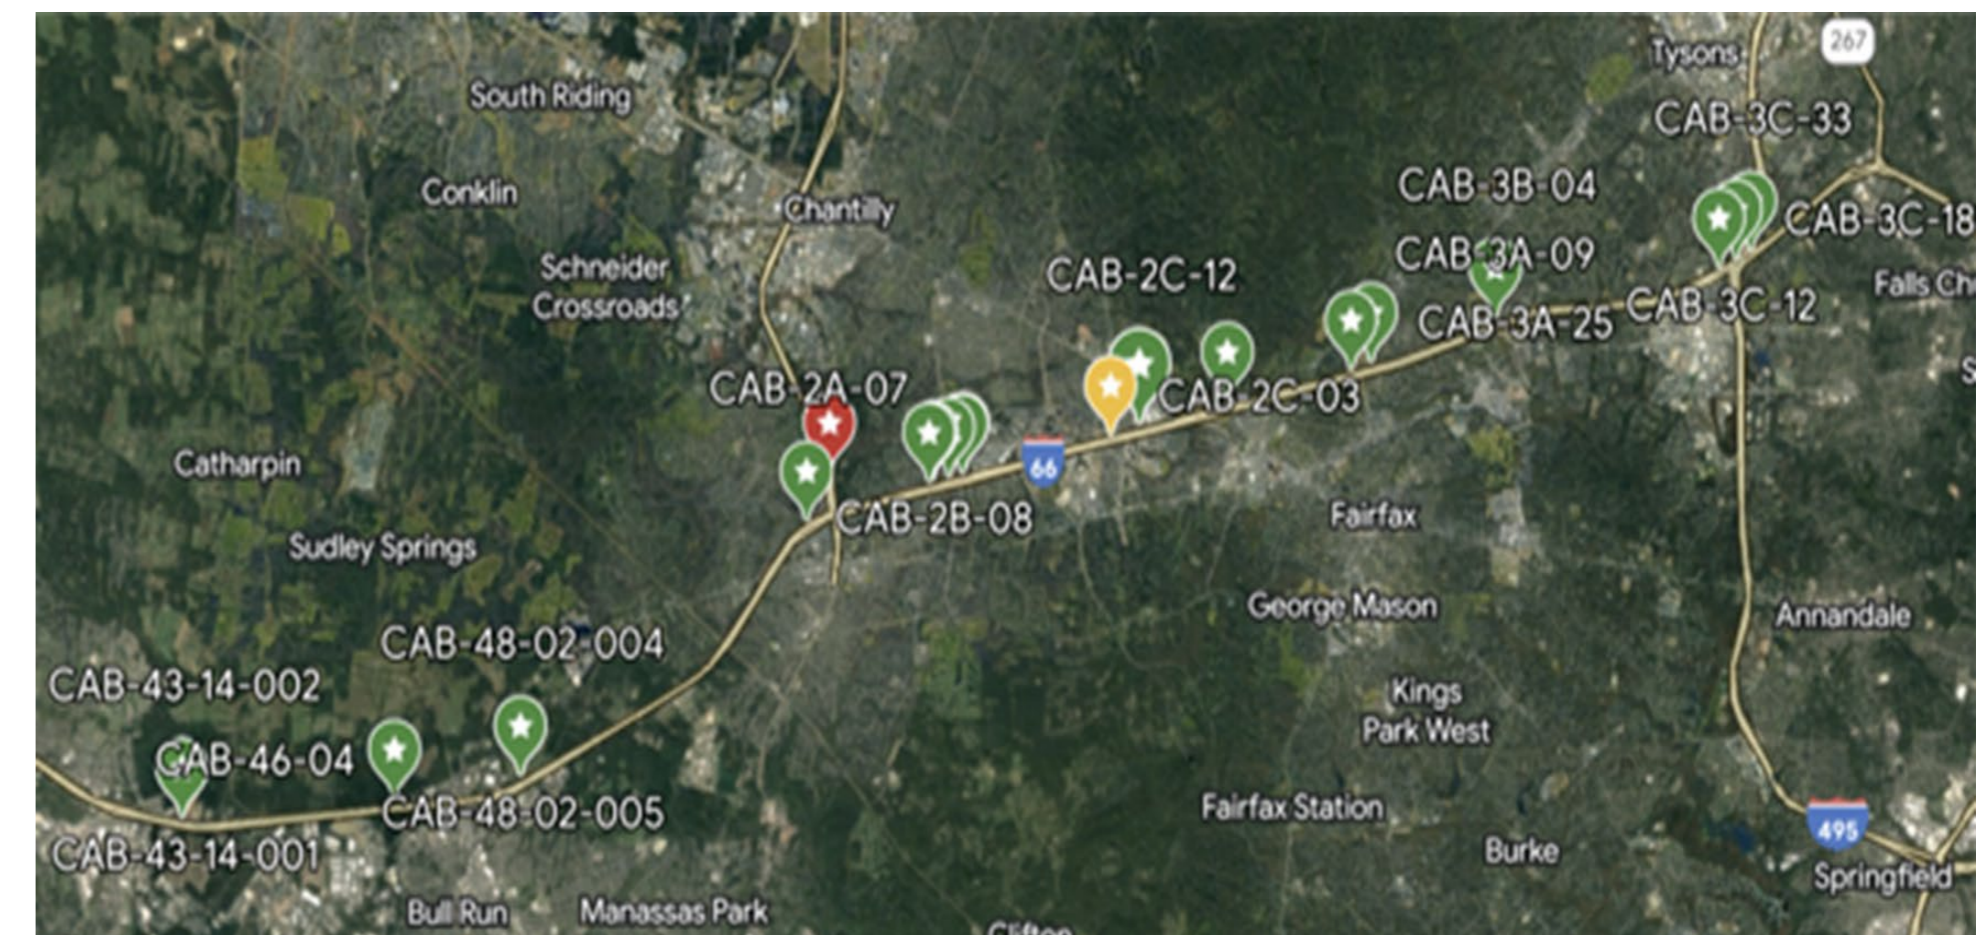 267
Tysons
South Riding
CAB-3C-33
Conklin
Chantilly
CAB-3B-04
CAB-3C-18
Schneider
Crossroads
CAB-2C-12
CAB-3A-09
Falls Ch
CAB-3A-25
CAB-3C-12
CAB-2A-07
CAB-2C-03
S
Catharpin
66
CAB-2B-08
Fairfax
Sudley Springs
George Mason
Annandale
CAB-48-02-004
CAB-43-14-002
Kings
Park West
CAB-46-04
CAB-48-02-005
Fairfax Station
495
CAB-43-14-001
Burke
Springfield
Bull Run
Manassas Park
Clifton